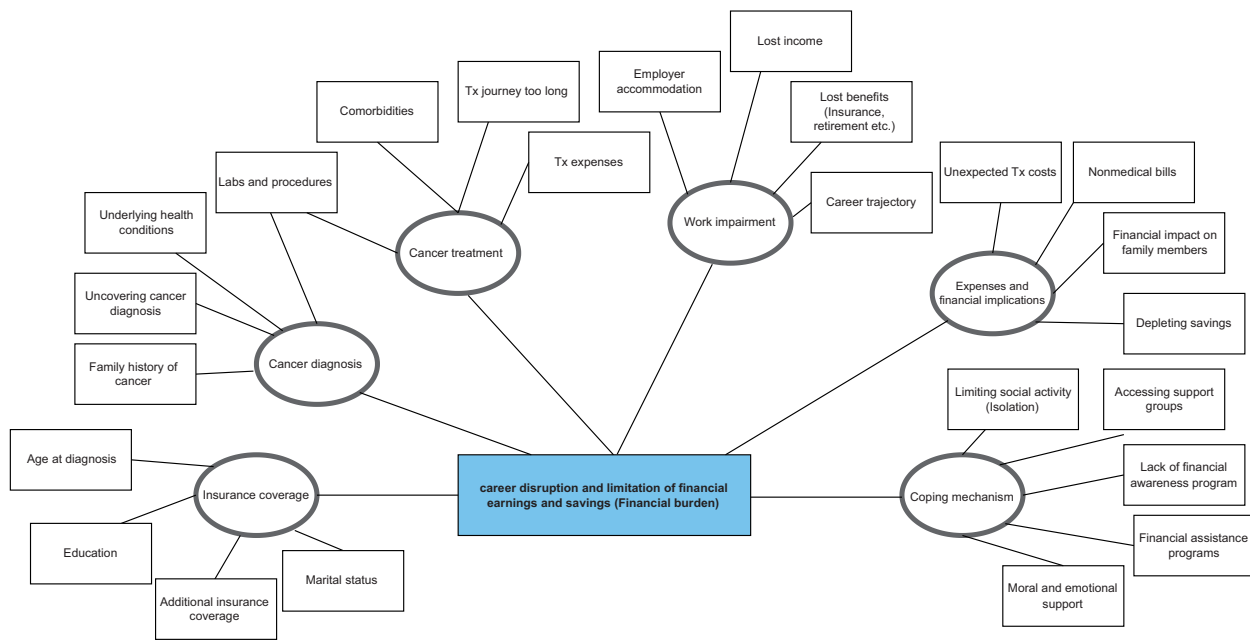 Lost income
Employer
accommodation
Tx journey too long
Comorbidities
Lost benefits
(Insurance,
retirement etc.)
Tx expenses
Unexpected Tx costs
Nonmedical bills
Labs and procedures
Career trajectory
Underlying health
conditions
Work impairment
Financial impact on
family members
Cancer treatment
Uncovering cancer
diagnosis
Expenses and
financial implications
Depleting savings
Family history of
cancer
Cancer diagnosis
Limiting social activity
(Isolation)
Accessing support
groups
Age at diagnosis
Insurance coverage
career disruption and limitation of financial
earnings and savings (Financial burden)
Coping mechanism
Lack of financial
awareness program
Education
Marital status
Financial assistance
programs
Additional insurance
coverage
Moral and emotional
support